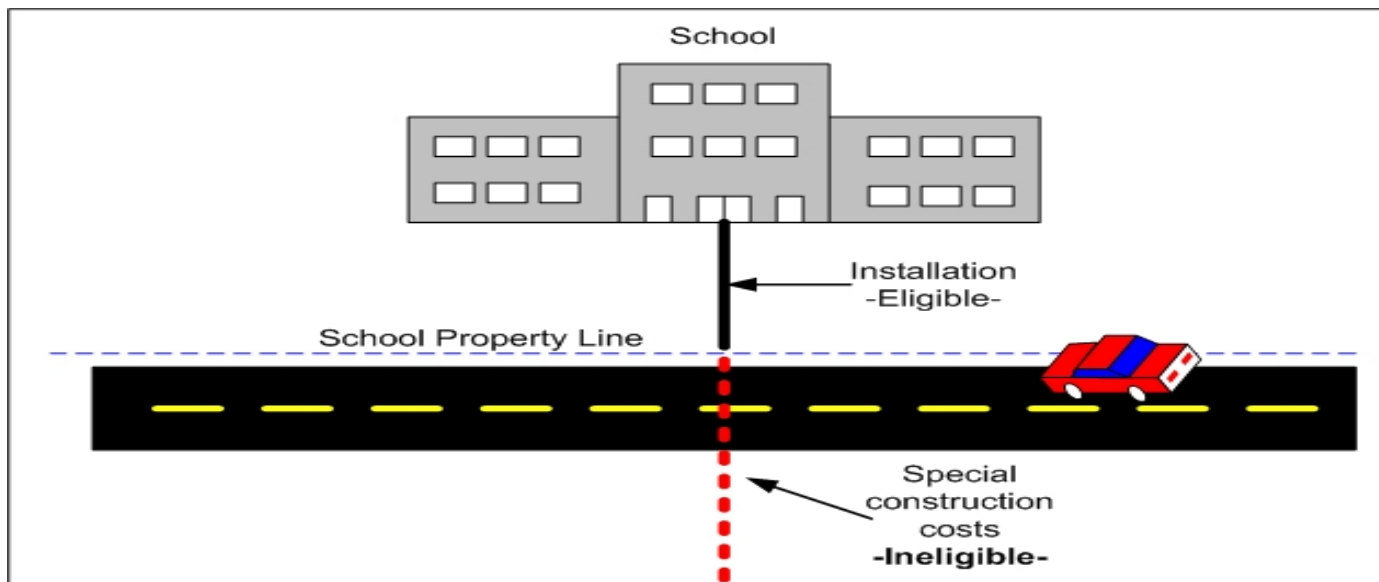 School
Installation
-Eligible-
School Property Line
Special
construction
costs
-Ineligible-